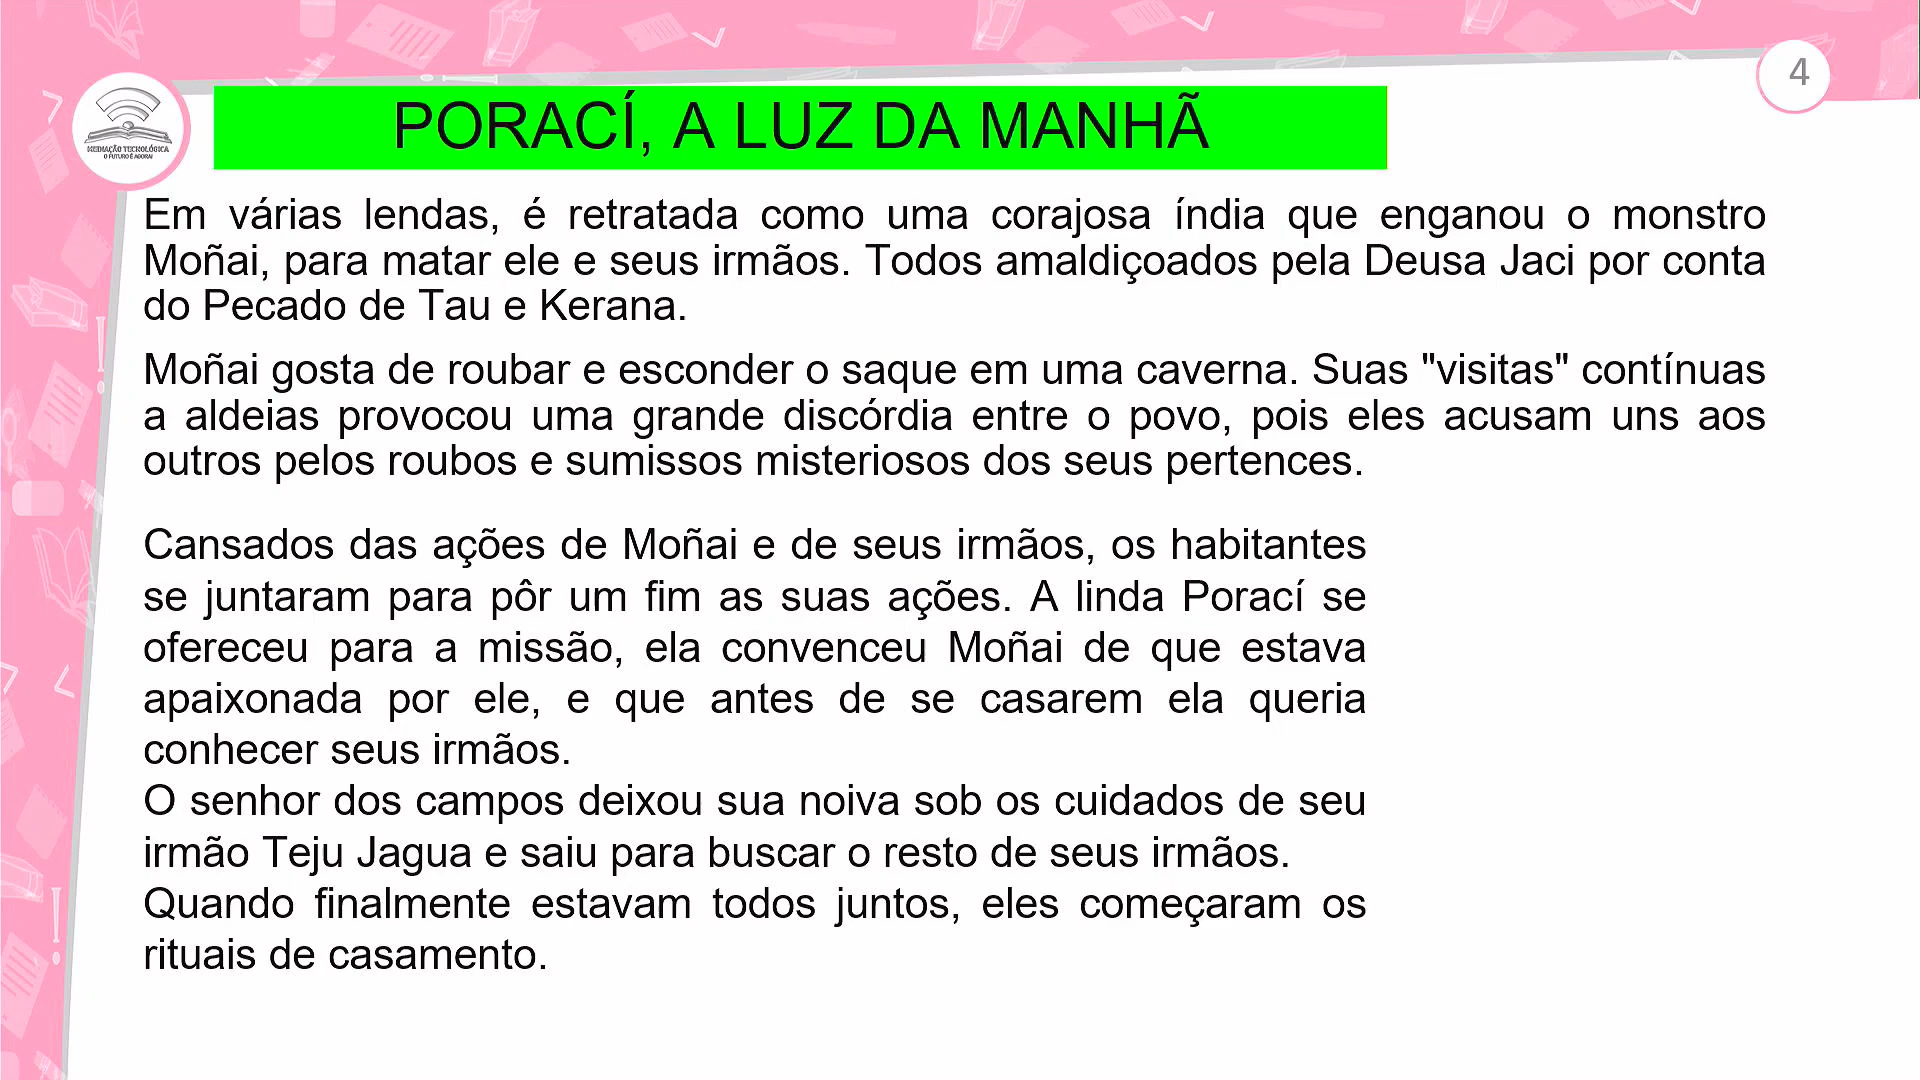 4
MEDIAÇÃO TECNOLÓGICA
O FUTURO É AGORA!
PORACÍ, A LUZ DA MANHÃ
Em várias lendas, é retratada como uma corajosa índia que enganou o monstro
Moñai, para matar ele e seus irmãos. Todos amaldiçoados pela Deusa Jaci por conta
do Pecado de Tau e Kerana.
Moñai gosta de roubar e esconder o saque em uma caverna. Suas "visitas" contínuas
a aldeias provocou uma grande discórdia entre o povo, pois eles acusam uns aos
outros pelos roubos e sumissos misteriosos dos seus pertences.
Cansados das ações de Moñai e de seus irmãos, os habitantes
se juntaram para pôr um fim as suas ações. A linda Porací se
ofereceu para a missão, ela convenceu Moñai de que estava
apaixonada por ele, e que antes de se casarem ela queria
conhecer seus irmãos.
O senhor dos campos deixou sua noiva sob os cuidados de seu
irmão Teju Jagua e saiu para buscar o resto de seus irmãos.
Quando finalmente estavam todos juntos, eles começaram os
rituais de casamento.